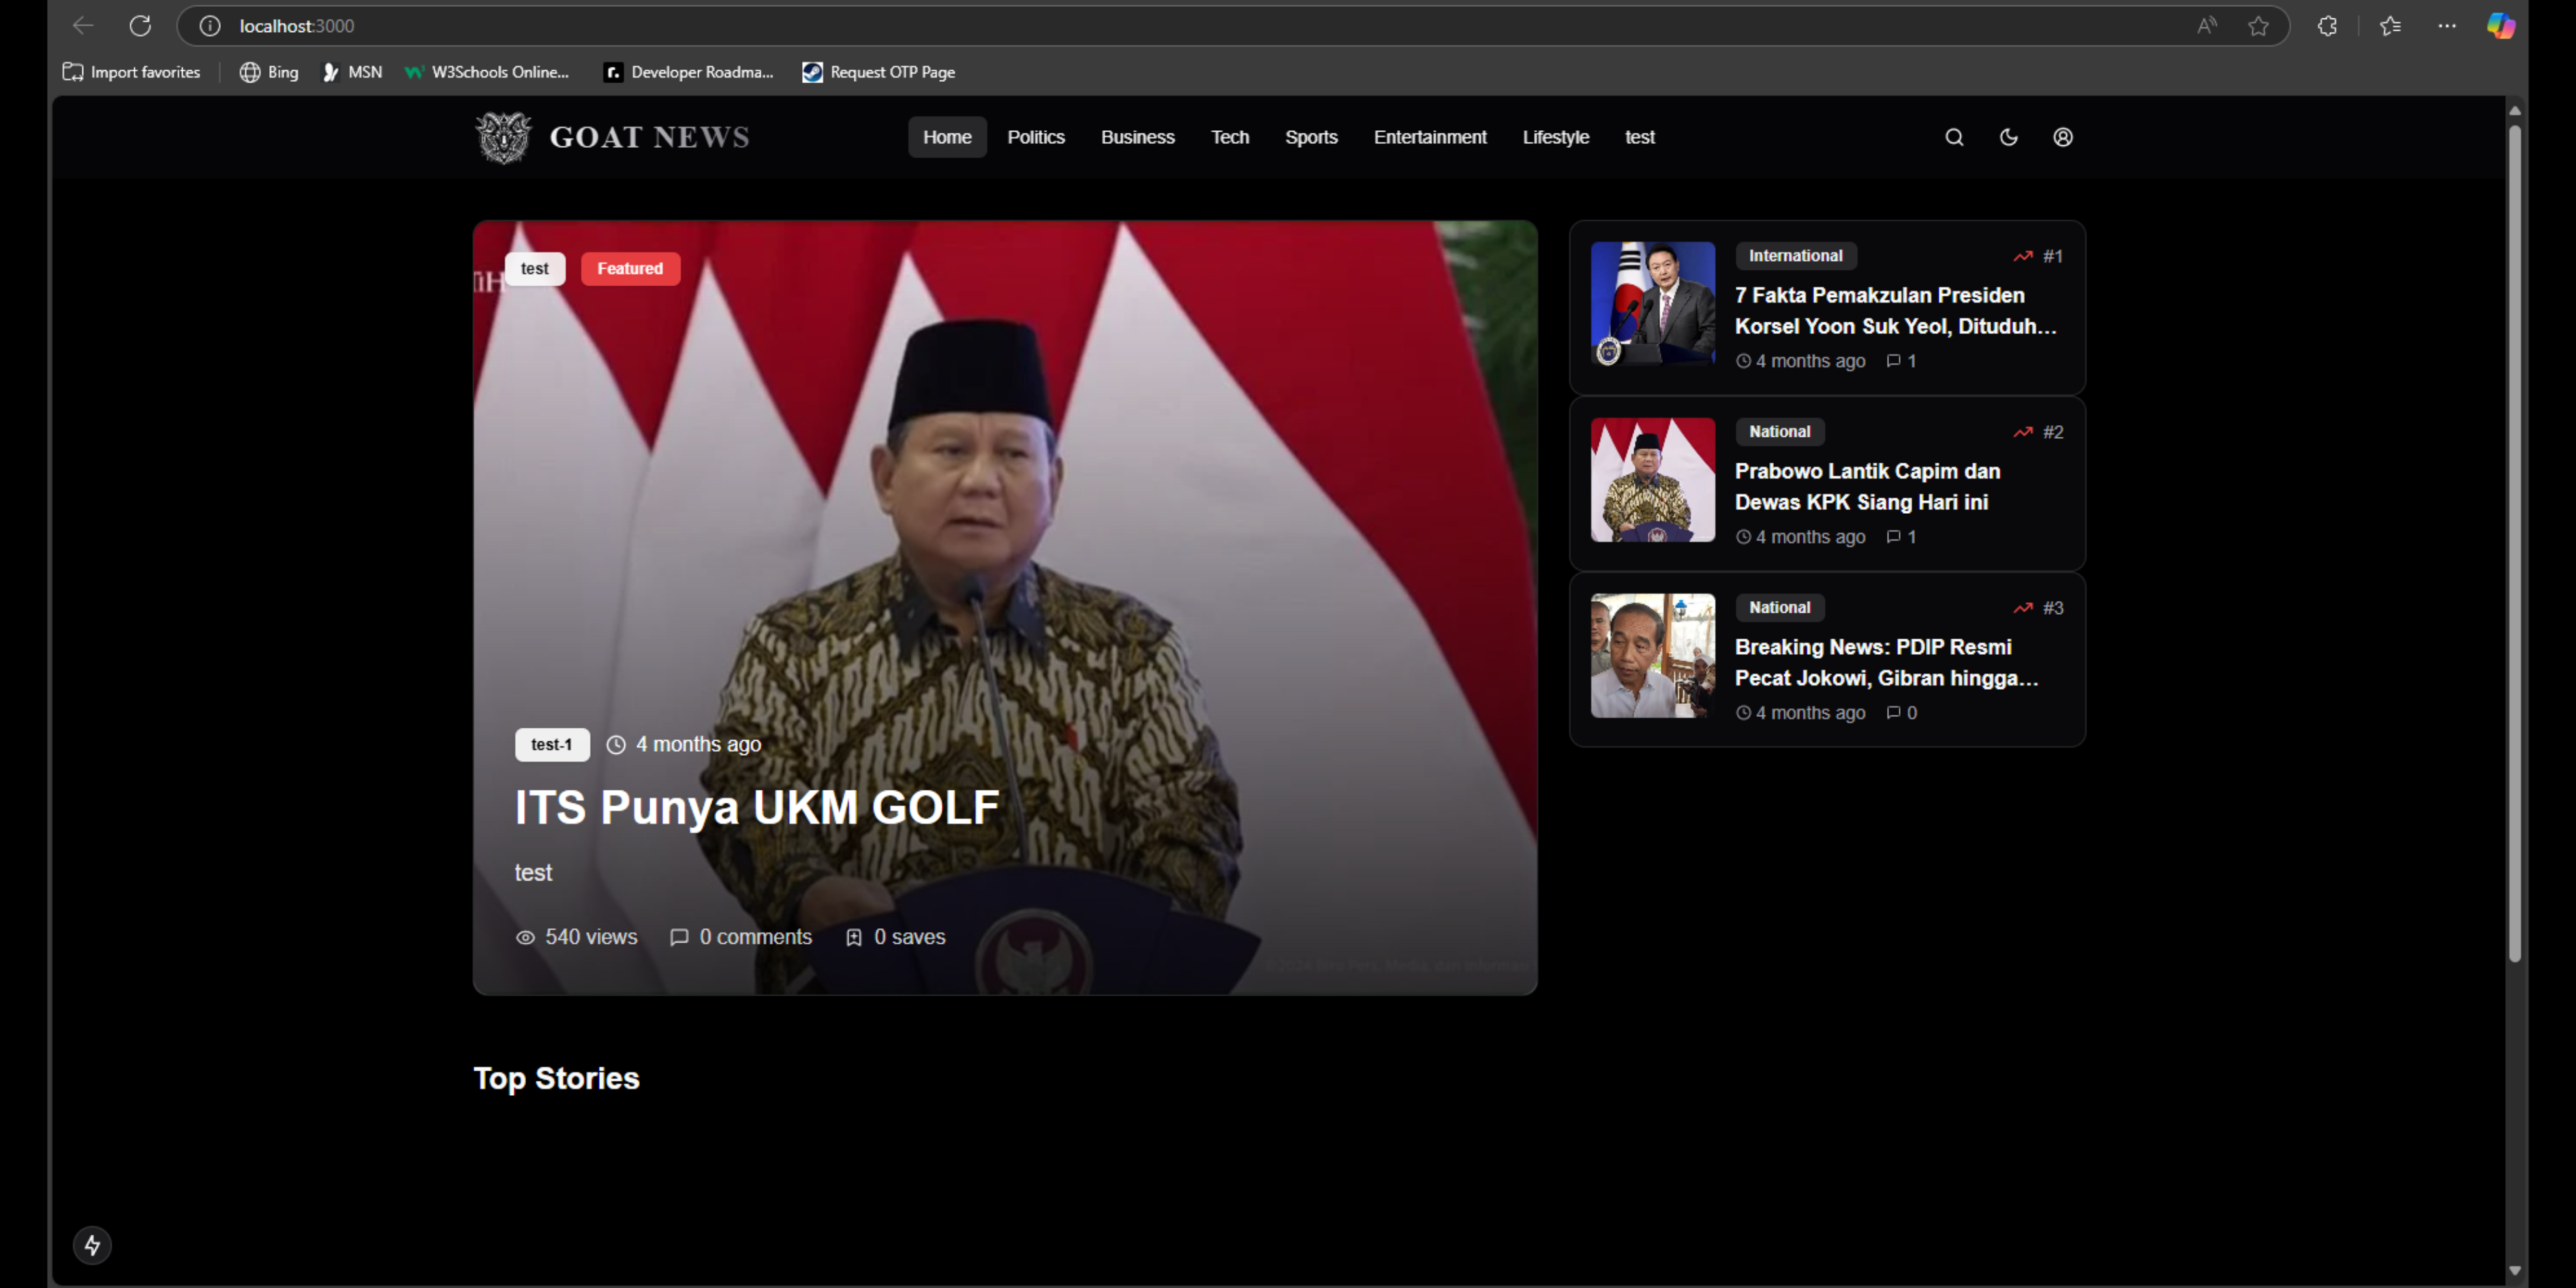 localhost:3000
Import favorites
Bing
MSN
W3Schools Online...
Developer Roadma...
Request OTP Page
GOAT NEWS
Home
Politics
Business
Tech
Sports
Entertainment
Lifestyle
test
test
Featured
test-1
4 months ago
ITS Punya UKM GOLF
test
540 views
0 comments
0 saves
International
#1
7 Fakta Pemakzulan Presiden
Korsel Yoon Suk Yeol, Dituduh...
4 months ago
1
National
#2
Prabowo Lantik Capim dan
Dewas KPK Siang Hari ini
4 months ago
1
National
#3
Breaking News: PDIP Resmi
Pecat Jokowi, Gibran hingga...
4 months ago
0
Top Stories